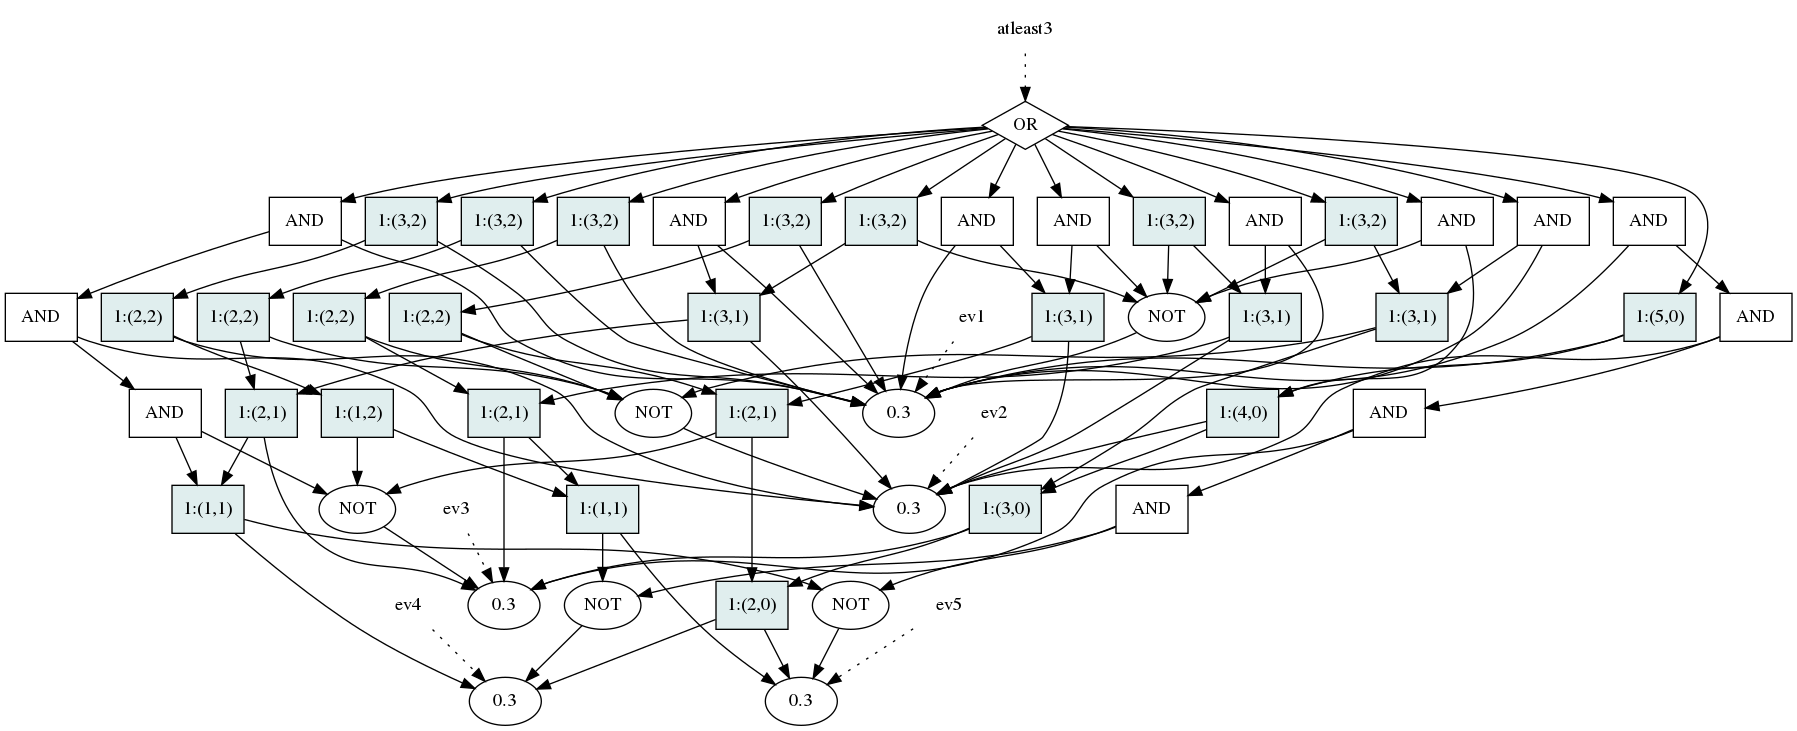 atleast3
OR
AND
1:(3,2)
1:(3,2)
1:(3,2)
AND
1:(3,2)
1:(3,2)
AND
AND
1:(3,2)
AND
1:(3,2)
AND
AND
AND
AND
1:(2,2)
1:(2,2)
1:(2,2)
1:(2,2)
1:(3,1)
ev1
1:(3,1)
NOT
1:(3,1)
1:(3,1)
1:(5,0)
AND
AND
1:(2,1)
1:(1,2)
1:(2,1)
NOT
1:(2,1)
0.3
ev2
1:(4,0)
AND
1:(1,1)
NOT
ev3
1:(1,1)
0.3
1:(3,0)
AND
ev4
0.3
NOT
1:(2,0)
NOT
ev5
0.3
0.3